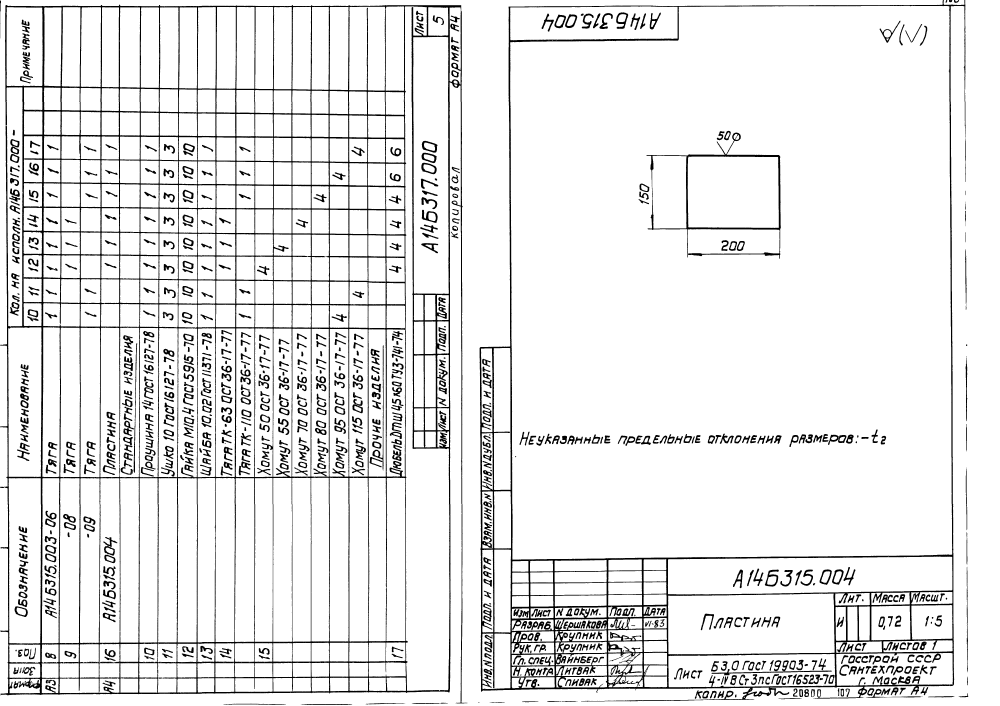 Формат
Зона
Поз.
Обозначение
Наименование
Кол. на исполн. А14Б317.000-
Примечание
10 11 12 13 14 15 16 17
А3 8 А14Б315.003-06 Тяга 1 1 1 1 1 1 1 1
9 -08 Тяга 1 1 1
-09 Тяга 1 1 1 1 1
А4 16 А14Б315.004 Пластина 1 1 1 1 1 1
Стандартные изделия
10 Проушина 14 ГОСТ 16127-78 1 1 1 1 1 1 1 1
11 Ушко 10 ГОСТ 16127-78 3 3 3 3 3 3 3 3
12 Гайка М10.4 ГОСТ 5915-70 10 10 10 10 10 10 10 10
13 Шайба 10.02 ГОСТ 11371-78 1 1 1 1 1 1 1 1
14 Тяга ТК-63 ОСТ 36-17-77 1 1 1
Тяга ТК-110 ОСТ 36-17-77 1 1 1 1 1
15 Хомут 50 ОСТ 36-17-77 4
Хомут 55 ОСТ 36-17-77 4
Хомут 70 ОСТ 36-17-77 4
Хомут 80 ОСТ 36-17-77 4
Хомут 95 ОСТ 36-17-77 4 4
Хомут 115 ОСТ 36-17-77 4 4
Прочие изделия
17 Дюбель ДГПШ 4,5х60 ТУ3-741-74 4 4 4 4 6 6
Изм Лист N докум. Подп. Дата
А14Б317.000
Лист
5
копировал
формат А4
А14Б315.004
50
150
200
Неуказанные предельные отклонения размеров:-t2
Инв.N подл. Подп. и дата Взам.инв.N Инв.N дубл. Подп. и дата
А14Б315.004
Изм Лист N докум. Подп. Дата
Разраб. Шершакова VI-83
Пров. Крупник
Рук.гр. Крупник
Гл.спец. Вайнберг
Н.контр. Литвак
Утв. Спивак
Пластина
Лит. Масса Масшт.
И 0,72 1:5
Лист Листов 1
Лист Б3,0 ГОСТ 19903-74
4-IV В Ст3пс ГОСТ 16523-70
Госстрой СССР
Сантехпроект
г. Москва
копир. 20800 107 формат А4